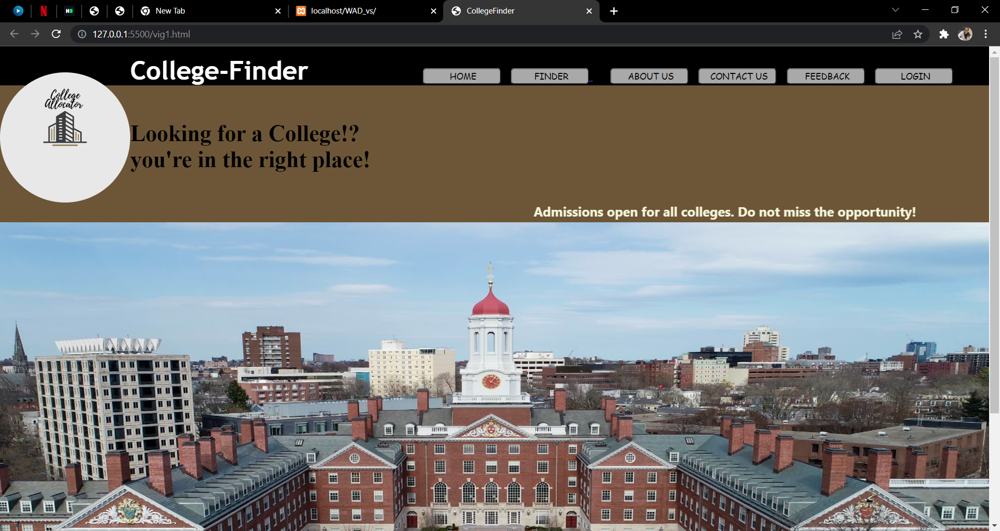 New Tab
localhost/WAD_vs/
CollegeFinder
127.0.0.1:5500/vig1.html
College-Finder
HOME
FINDER
ABOUT US
CONTACT US
FEEDBACK
LOGIN
College
Allocator
Looking for a College!?
you're in the right place!
Admissions open for all colleges. Do not miss the opportunity!